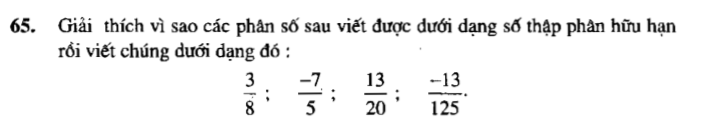 65. Giải thích vì sao các phân số sau viết được dưới dạng số thập phân hữu hạn
rồi viết chúng dưới dạng đó :
3/8 ; -7/5 ; 13/20 ; -13/125.